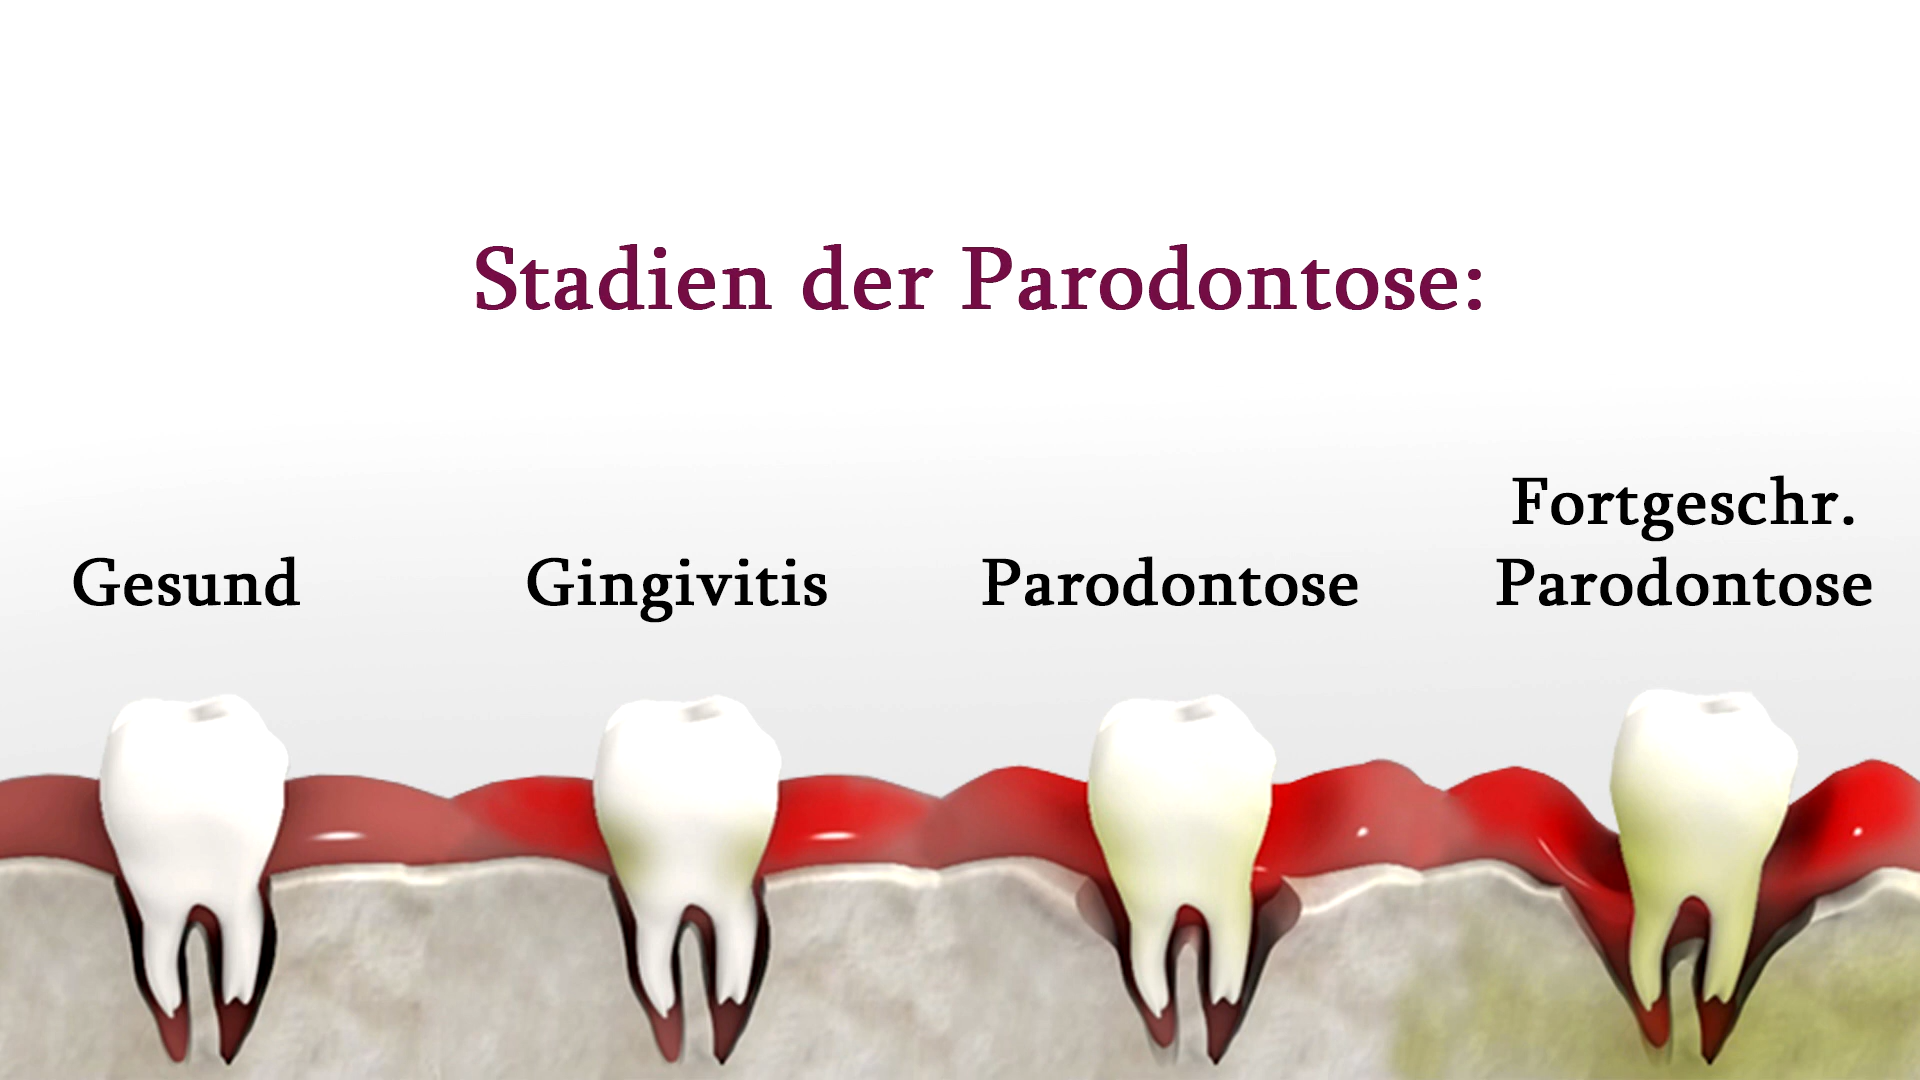 Stadien der Parodontose:
Gesund
Gingivitis
Parodontose
Fortgeschr.
Parodontose